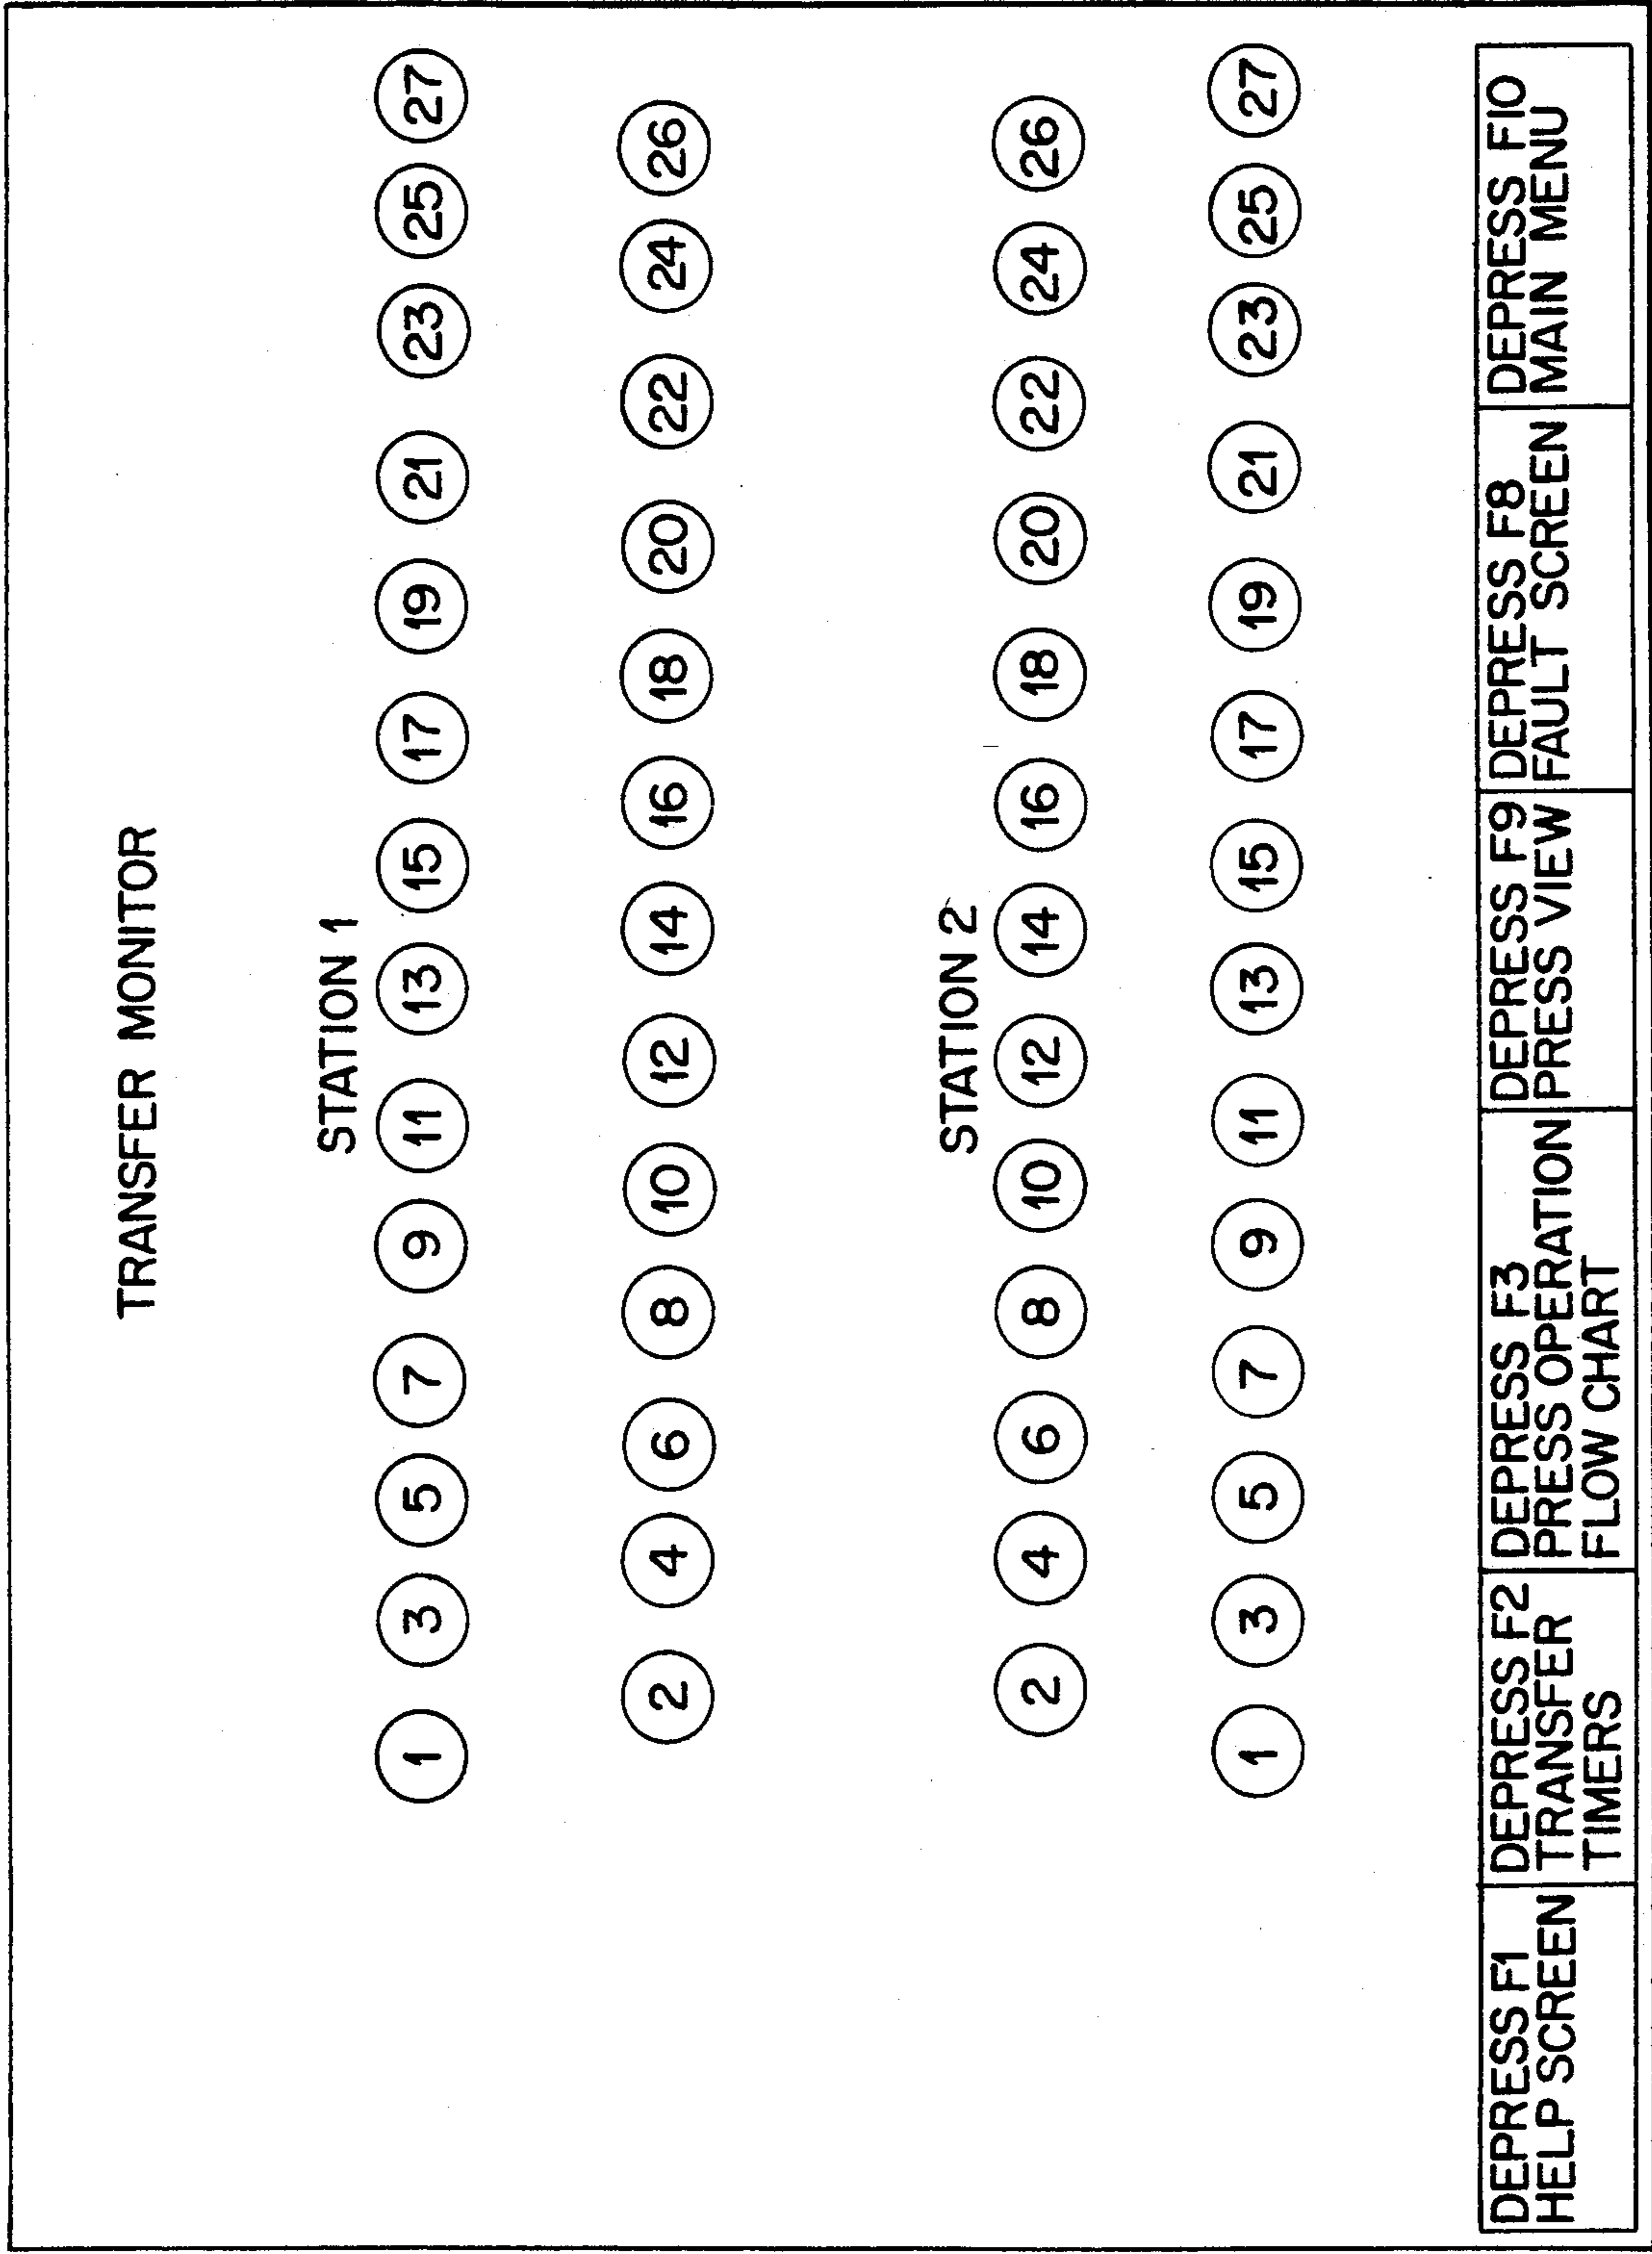 TRANSFER MONITOR
STATION 1
1 3 5 7 9 11 13 15 17 19 21 23 25 27
2 4 6 8 10 12 14 16 18 20 22 24 26
STATION 2
2 4 6 8 10 12 14 16 18 20 22 24 26
1 3 5 7 9 11 13 15 17 19 21 23 25 27
DEPRESS F1
HELP SCREEN
DEPRESS F2
TRANSFER
TIMERS
DEPRESS F3
PRESS OPERATION
FLOW CHART
DEPRESS F9
PRESS VIEW
DEPRESS F8
FAULT SCREEN
DEPRESS F10
MAIN MENU